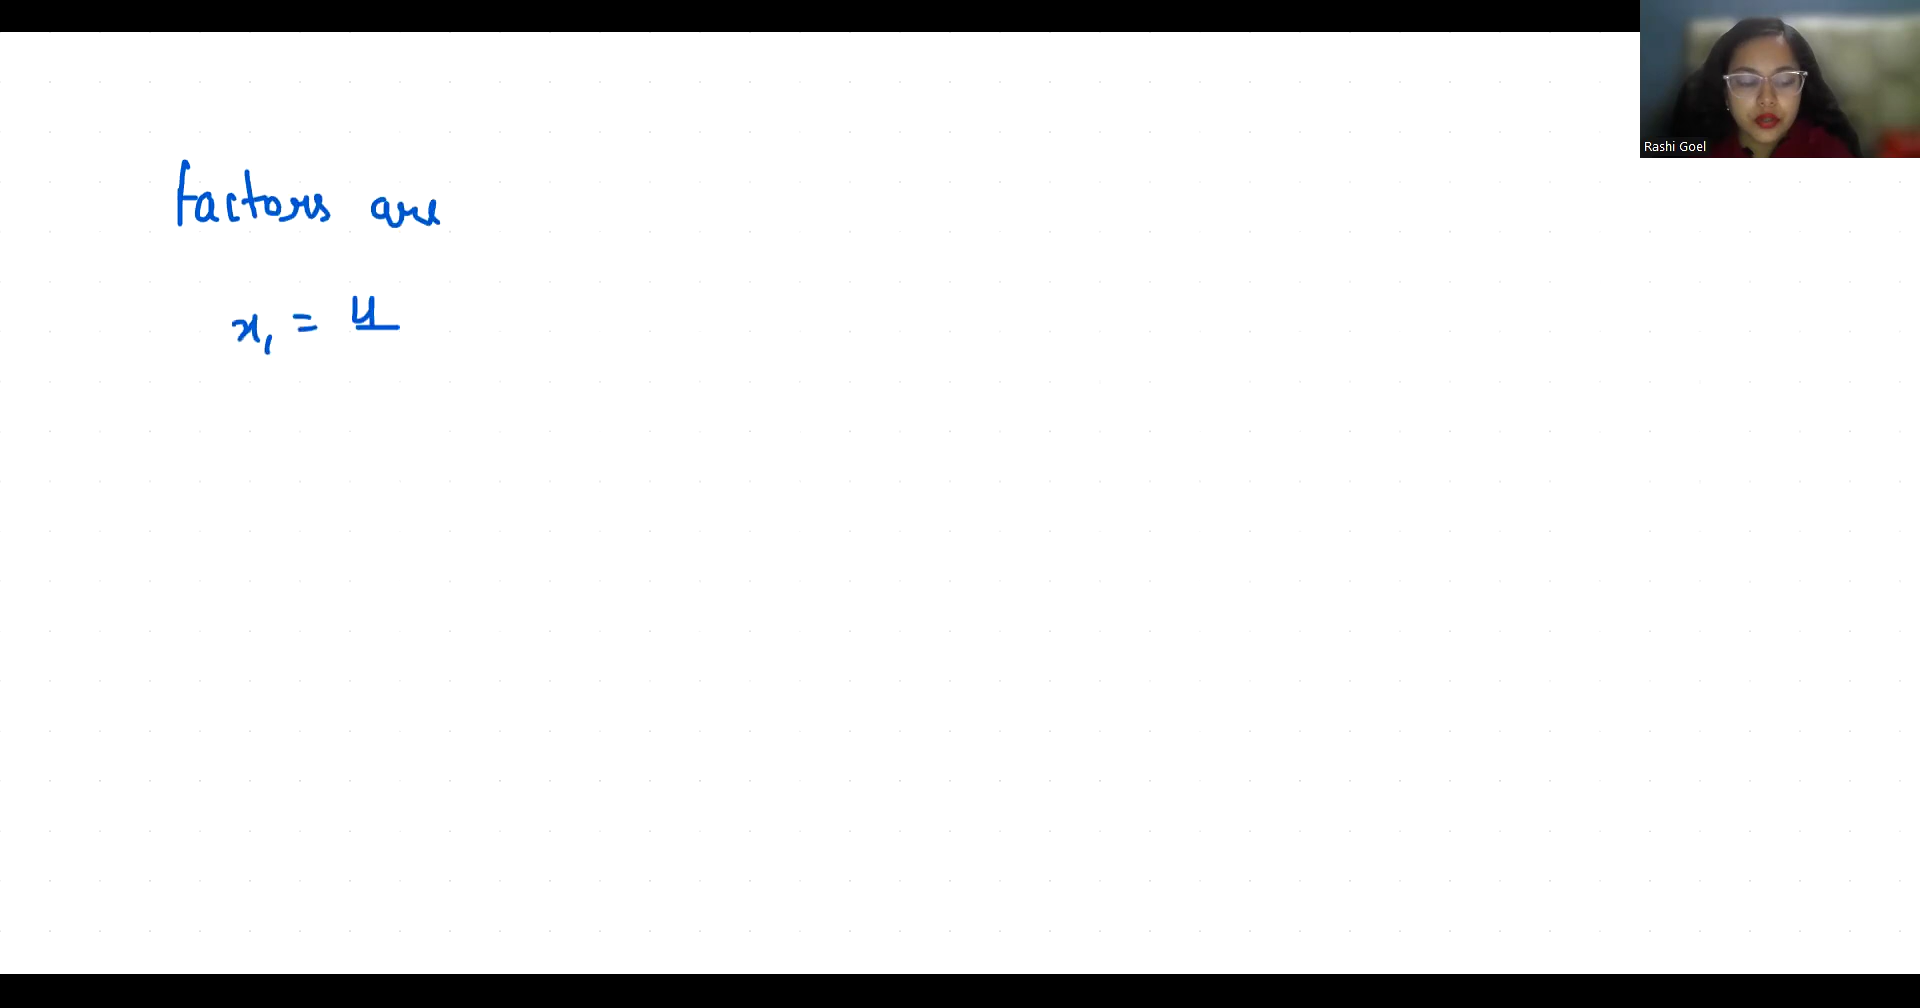 Rashi Goel
factors are
x₁ = 4